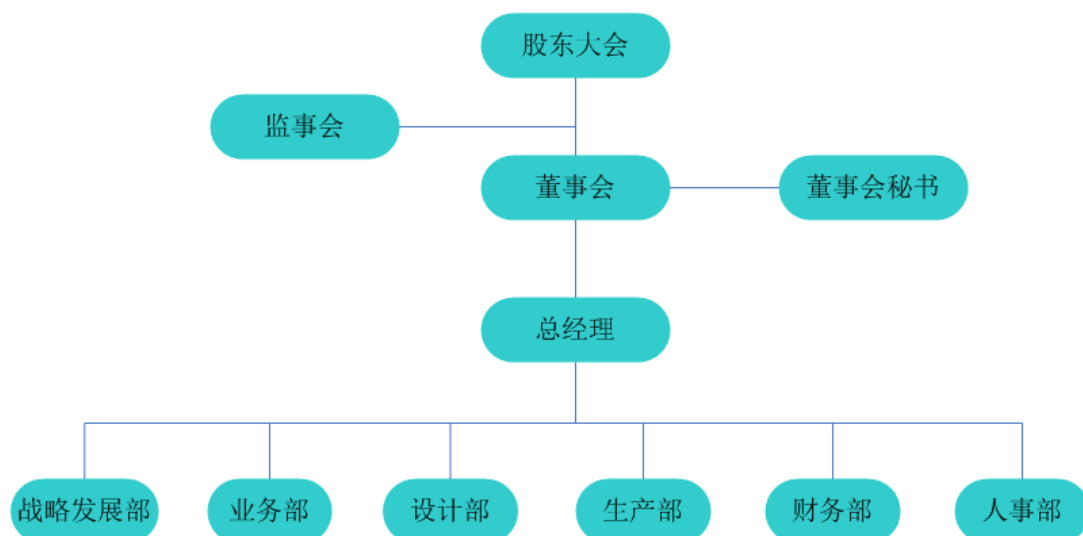 股东大会
监事会
董事会
董事会秘书
总经理
战略发展部
业务部
设计部
生产部
财务部
人事部